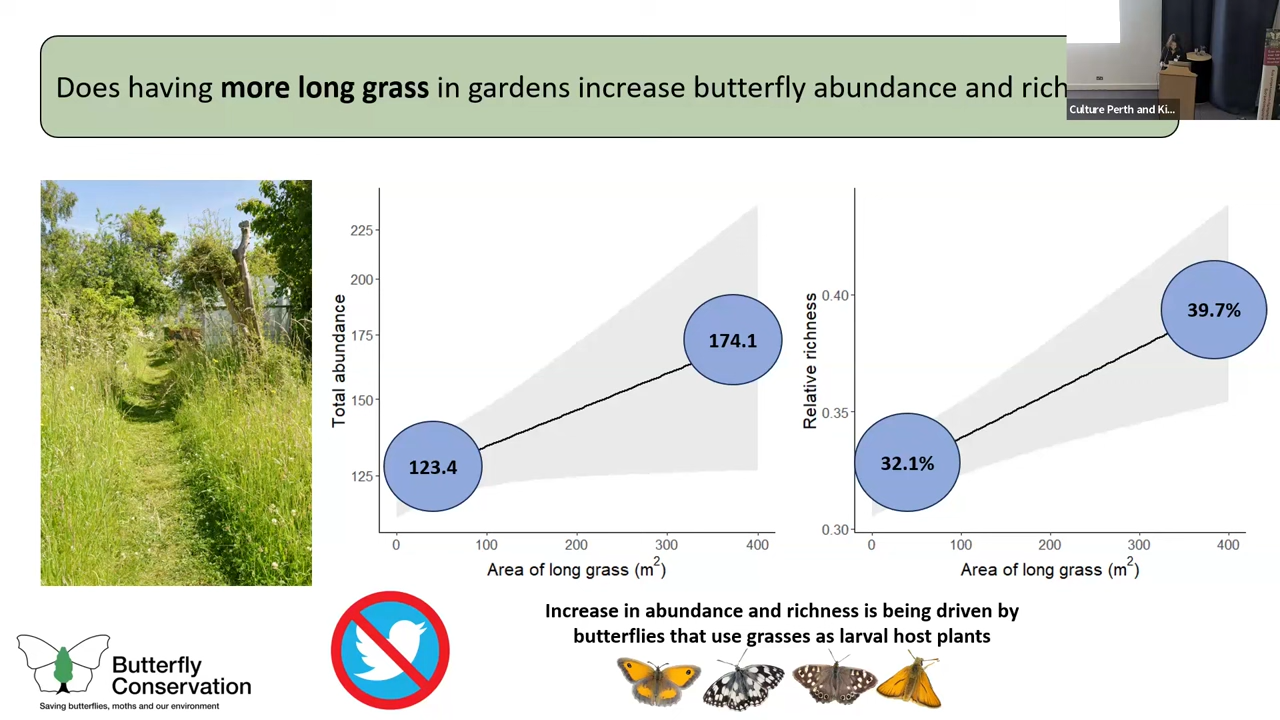 Does having more long grass in gardens increase butterfly abundance and rich
Culture Perth and Ki...
Total abundance
225
200
175
150
125
174.1
123.4
0
100
200
300
400
Area of long grass (m2)
Relative richness
0.40
0.35
0.30
39.7%
32.1%
0
100
200
300
400
Area of long grass (m2)
Increase in abundance and richness is being driven by
butterflies that use grasses as larval host plants
Butterfly
Conservation
Saving butterflies, moths and our environment